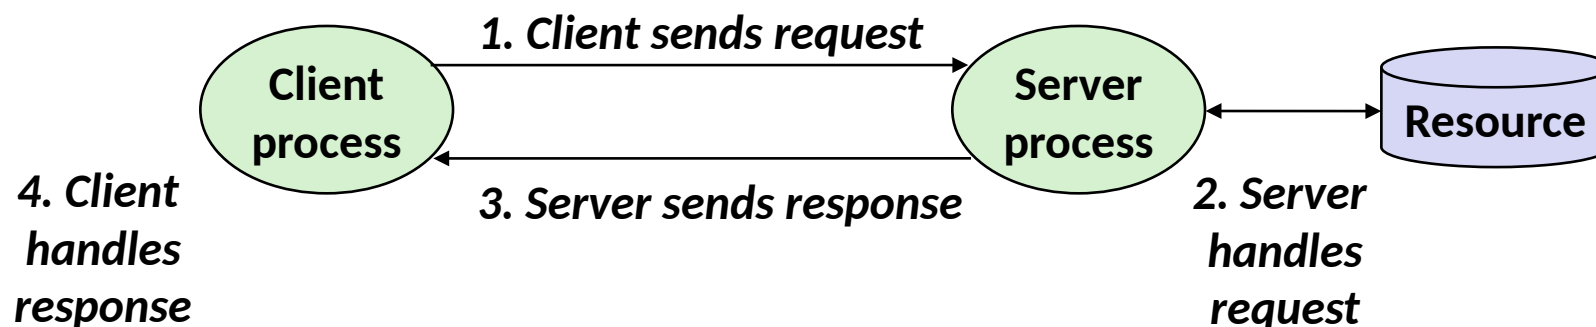 1. Client sends request
Client
process
Server
process
Resource
3. Server sends response
4. Client
handles
response
2. Server
handles
request